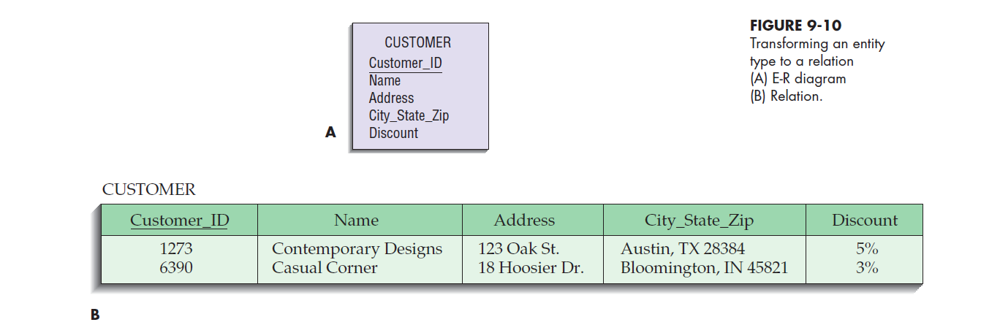 CUSTOMER
Customer_ID
Name
Address
City_State_Zip
Discount
A
FIGURE 9-10
Transforming an entity
type to a relation
(A) E-R diagram
(B) Relation.
CUSTOMER
Customer_ID Name Address City_State_Zip Discount
1273 Contemporary Designs 123 Oak St. Austin, TX 28384 5%
6390 Casual Corner 18 Hoosier Dr. Bloomington, IN 45821 3%
B